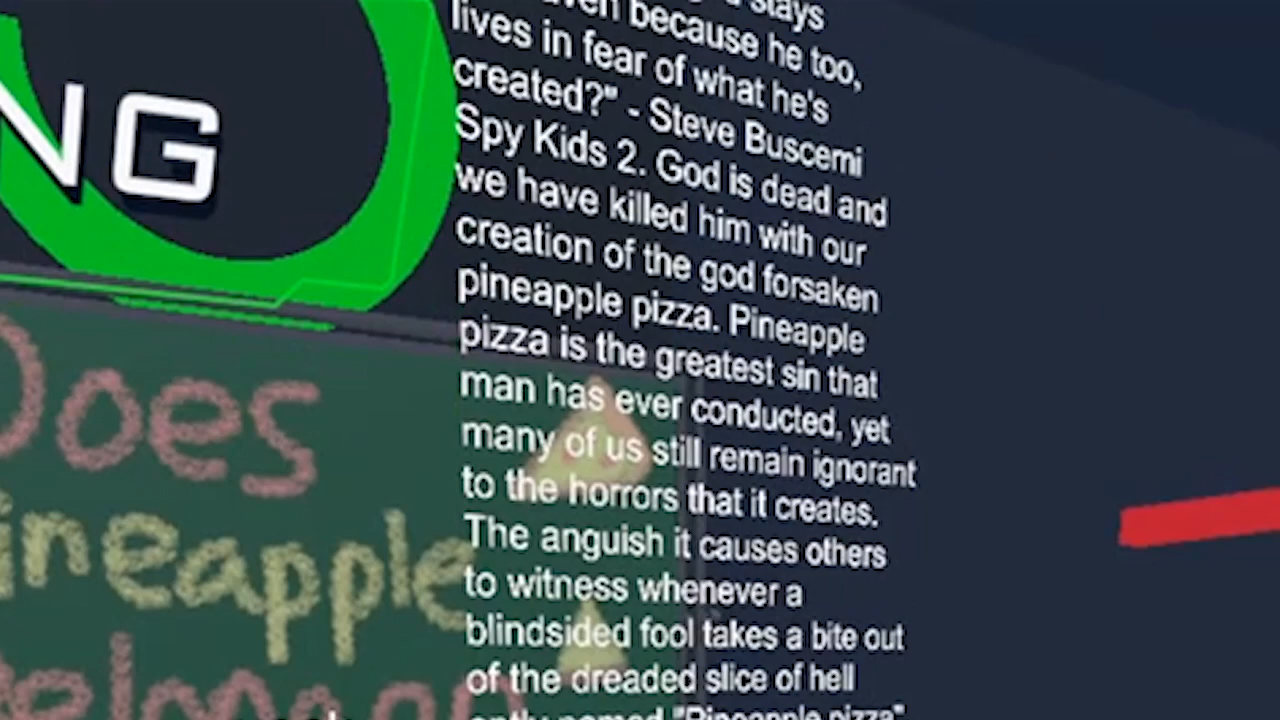 NG
stays
because he too,
lives in fear of what he's
created?" - Steve Buscemi
Spy Kids 2. God is dead and
we have killed him with our
creation of the god forsaken
pineapple pizza. Pineapple
pizza is the greatest sin that
man has ever conducted, yet
many of us still remain ignorant
to the horrors that it creates.
The anguish it causes others
to witness whenever a
blindsided fool takes a bite out
of the dreaded slice of hell
named "Pineapple pizza"
Does
ineapple